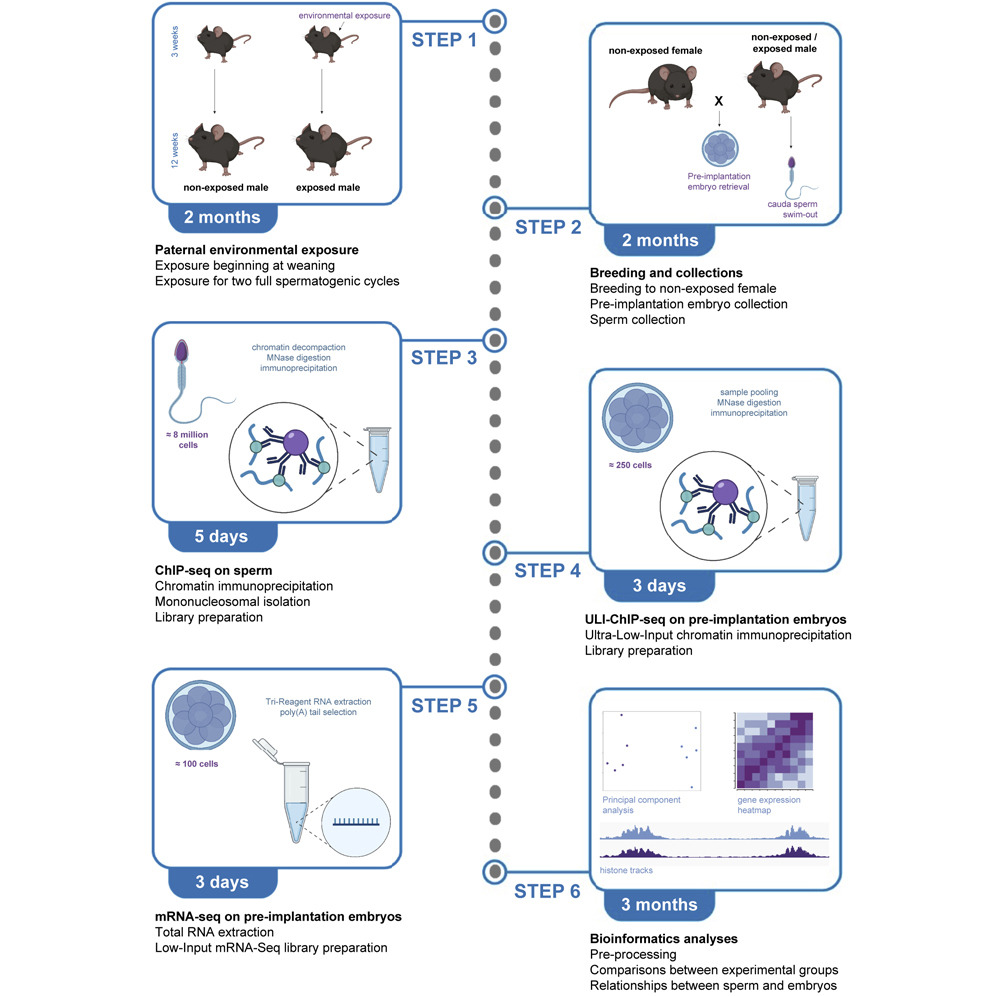 STEP 1
environmental exposure
3 weeks
12 weeks
non-exposed male
exposed male
2 months
Paternal environmental exposure
Exposure beginning at weaning
Exposure for two full spermatogenic cycles
STEP 2
non-exposed female
non-exposed /
exposed male
X
Pre-implantation
embryo retrieval
cauda sperm
swim-out
2 months
Breeding and collections
Breeding to non-exposed female
Pre-implantation embryo collection
Sperm collection
STEP 3
chromatin decompaction
MNase digestion
immunoprecipitation
≈ 8 million
cells
5 days
ChIP-seq on sperm
Chromatin immunoprecipitation
Mononucleosomal isolation
Library preparation
STEP 4
sample pooling
MNase digestion
immunoprecipitation
≈ 250 cells
3 days
ULI-ChIP-seq on pre-implantation embryos
Ultra-Low-Input chromatin immunoprecipitation
Library preparation
STEP 5
Tri-Reagent RNA extraction
poly(A) tail selection
≈ 100 cells
3 days
mRNA-seq on pre-implantation embryos
Total RNA extraction
Low-Input mRNA-Seq library preparation
STEP 6
Principal component
analysis
gene expression
heatmap
histone tracks
3 months
Bioinformatics analyses
Pre-processing
Comparisons between experimental groups
Relationships between sperm and embryos